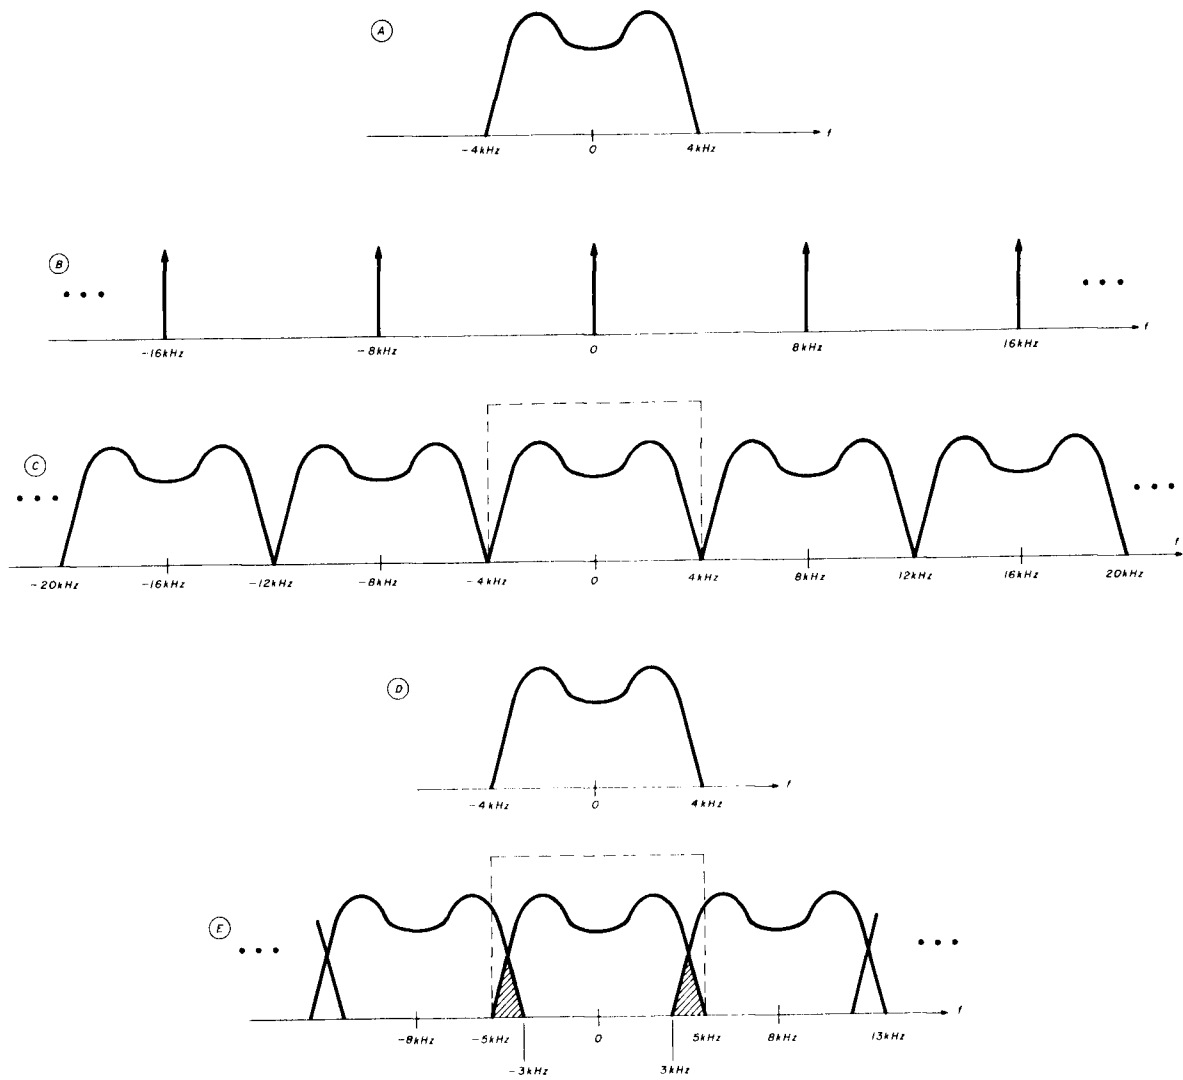 A
f
-4kHz 0 4kHz
B
• • •
• • •
f
-16kHz -8kHz 0 8kHz 16kHz
C
• • •
• • •
f
-20kHz -16kHz -12kHz -8kHz -4kHz 0 4kHz 8kHz 12kHz 16kHz 20kHz
D
f
-4kHz 0 4kHz
E
• • •
• • •
f
-8kHz -5kHz 0 5kHz 8kHz 13kHz
-3kHz 3kHz